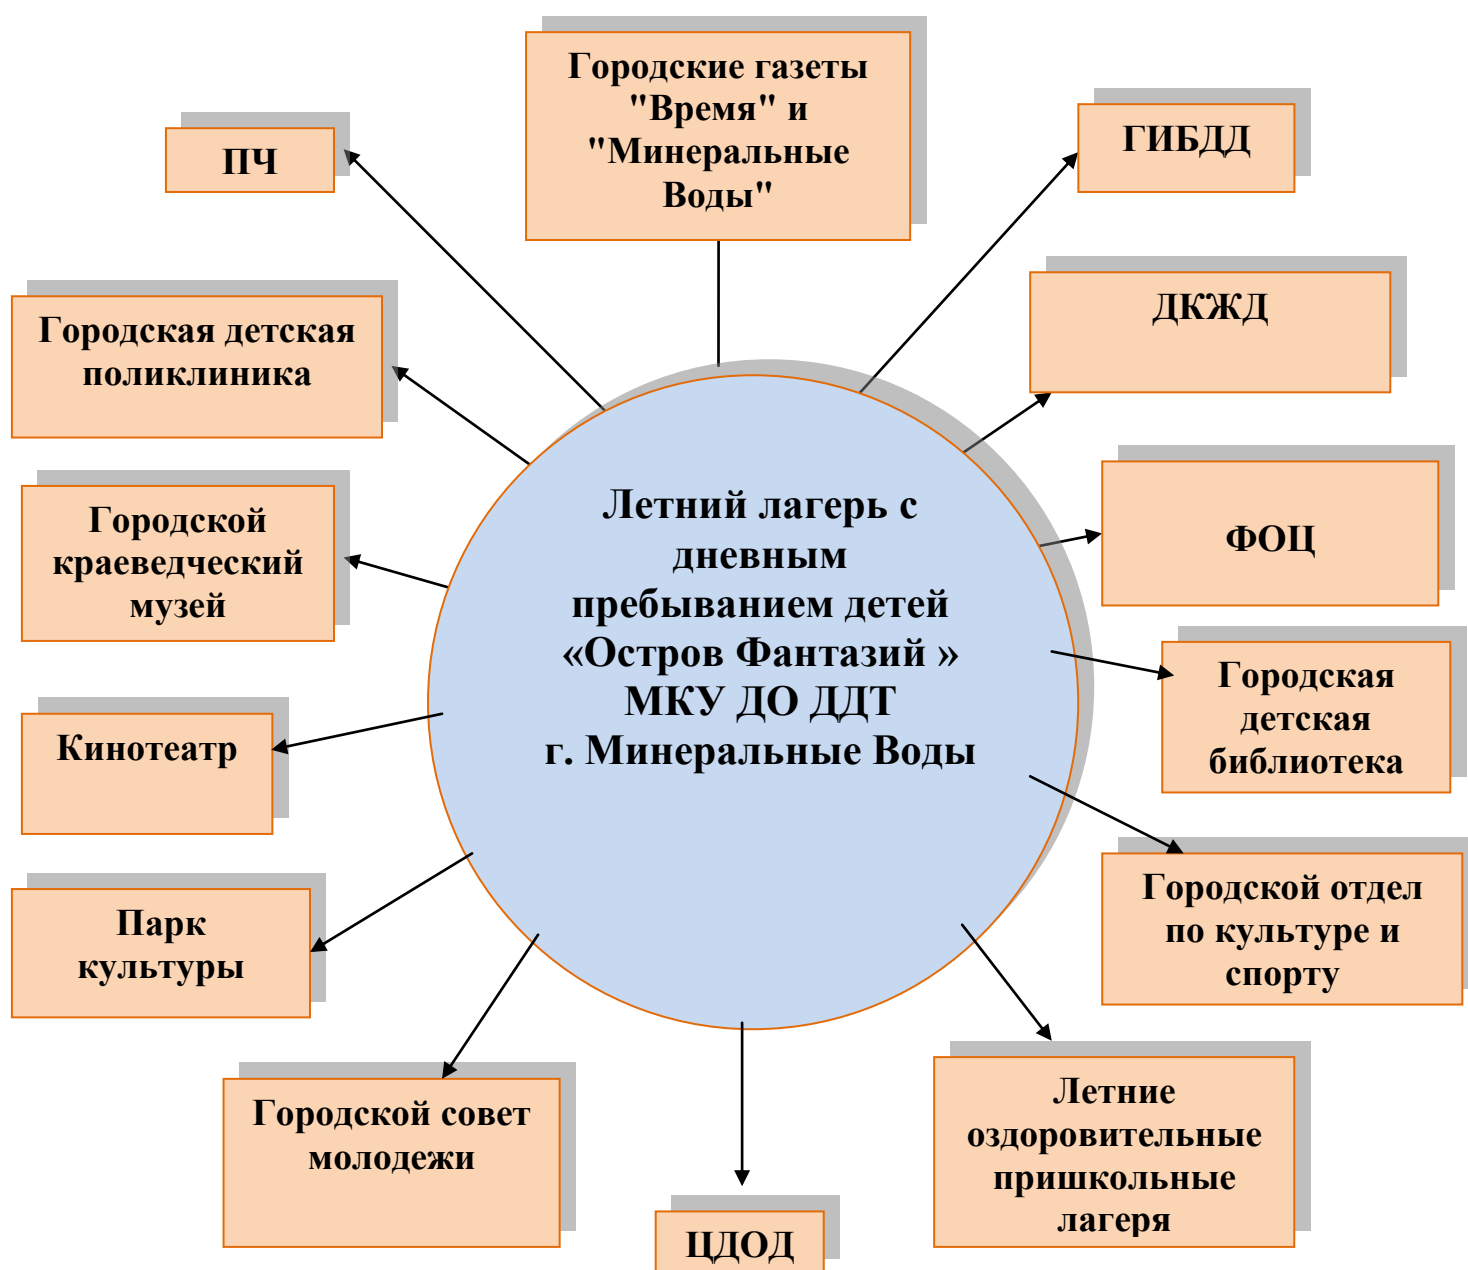 Городские газеты
"Время" и
"Минеральные
Воды"
ПЧ
ГИБДД
ДКЖД
Городская детская
поликлиника
ФОЦ
Городской
краеведческий
музей
Летний лагерь с
дневным
пребыванием детей
«Остров Фантазий »
МКУ ДО ДДТ
г. Минеральные Воды
Городская
детская
библиотека
Кинотеатр
Городской отдел
по культуре и
спорту
Парк
культуры
Летние
оздоровительные
пришкольные
лагеря
Городской совет
молодежи
ЦДОД